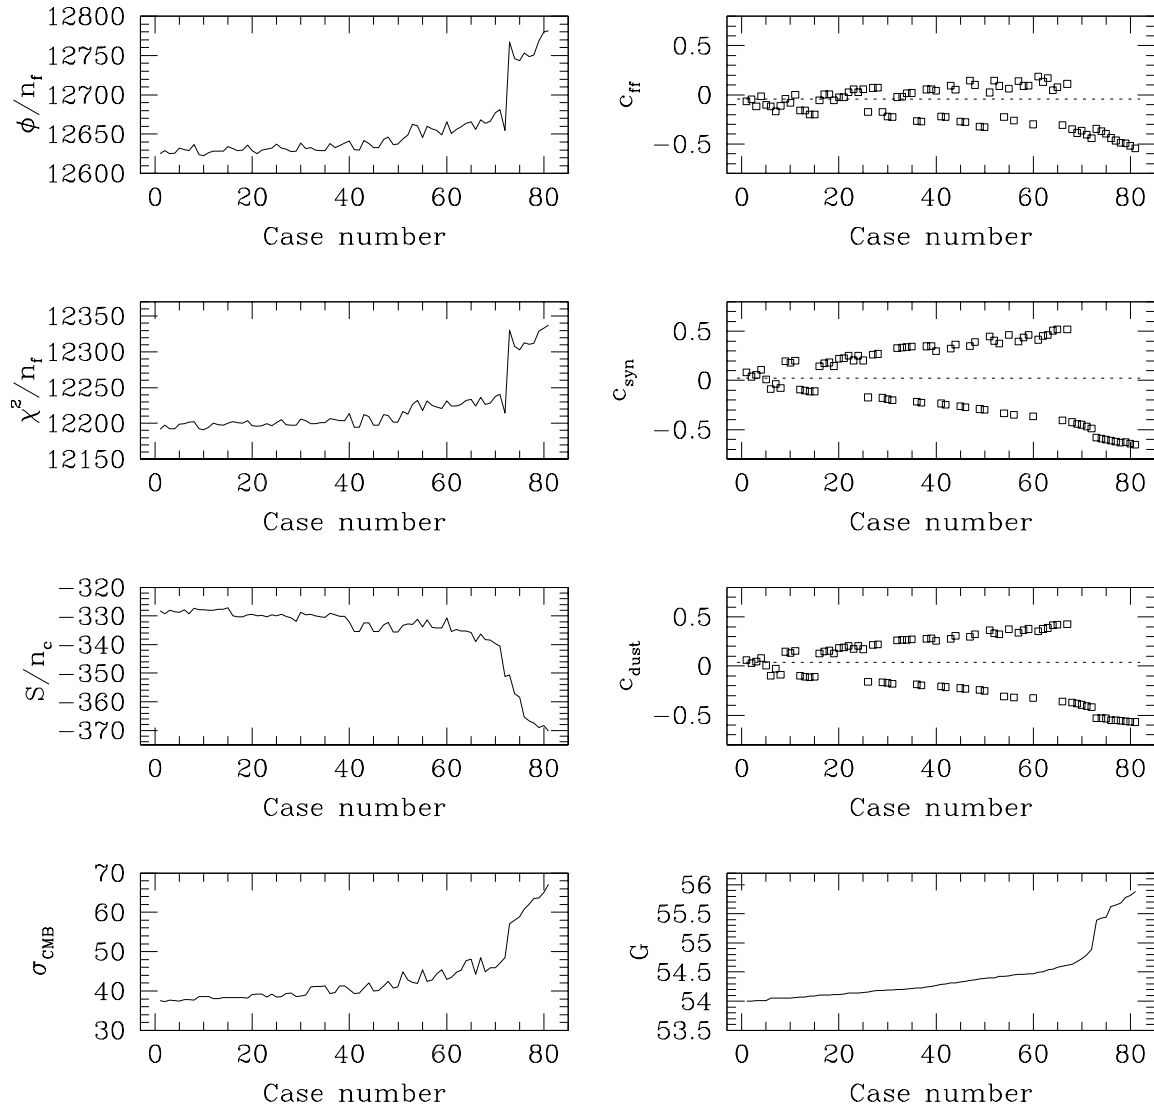 12800
12750
12700
12650
12600
ϕ/n_f
0 20 40 60 80
Case number
0.5
0
−0.5
c_ff
0 20 40 60 80
Case number
12350
12300
12250
12200
12150
χ²/n_f
0 20 40 60 80
Case number
0.5
0
−0.5
c_syn
0 20 40 60 80
Case number
−320
−330
−340
−350
−360
−370
S/n_c
0 20 40 60 80
Case number
0.5
0
−0.5
c_dust
0 20 40 60 80
Case number
70
60
50
40
30
σ_CMB
0 20 40 60 80
Case number
56
55.5
55
54.5
54
53.5
G
0 20 40 60 80
Case number